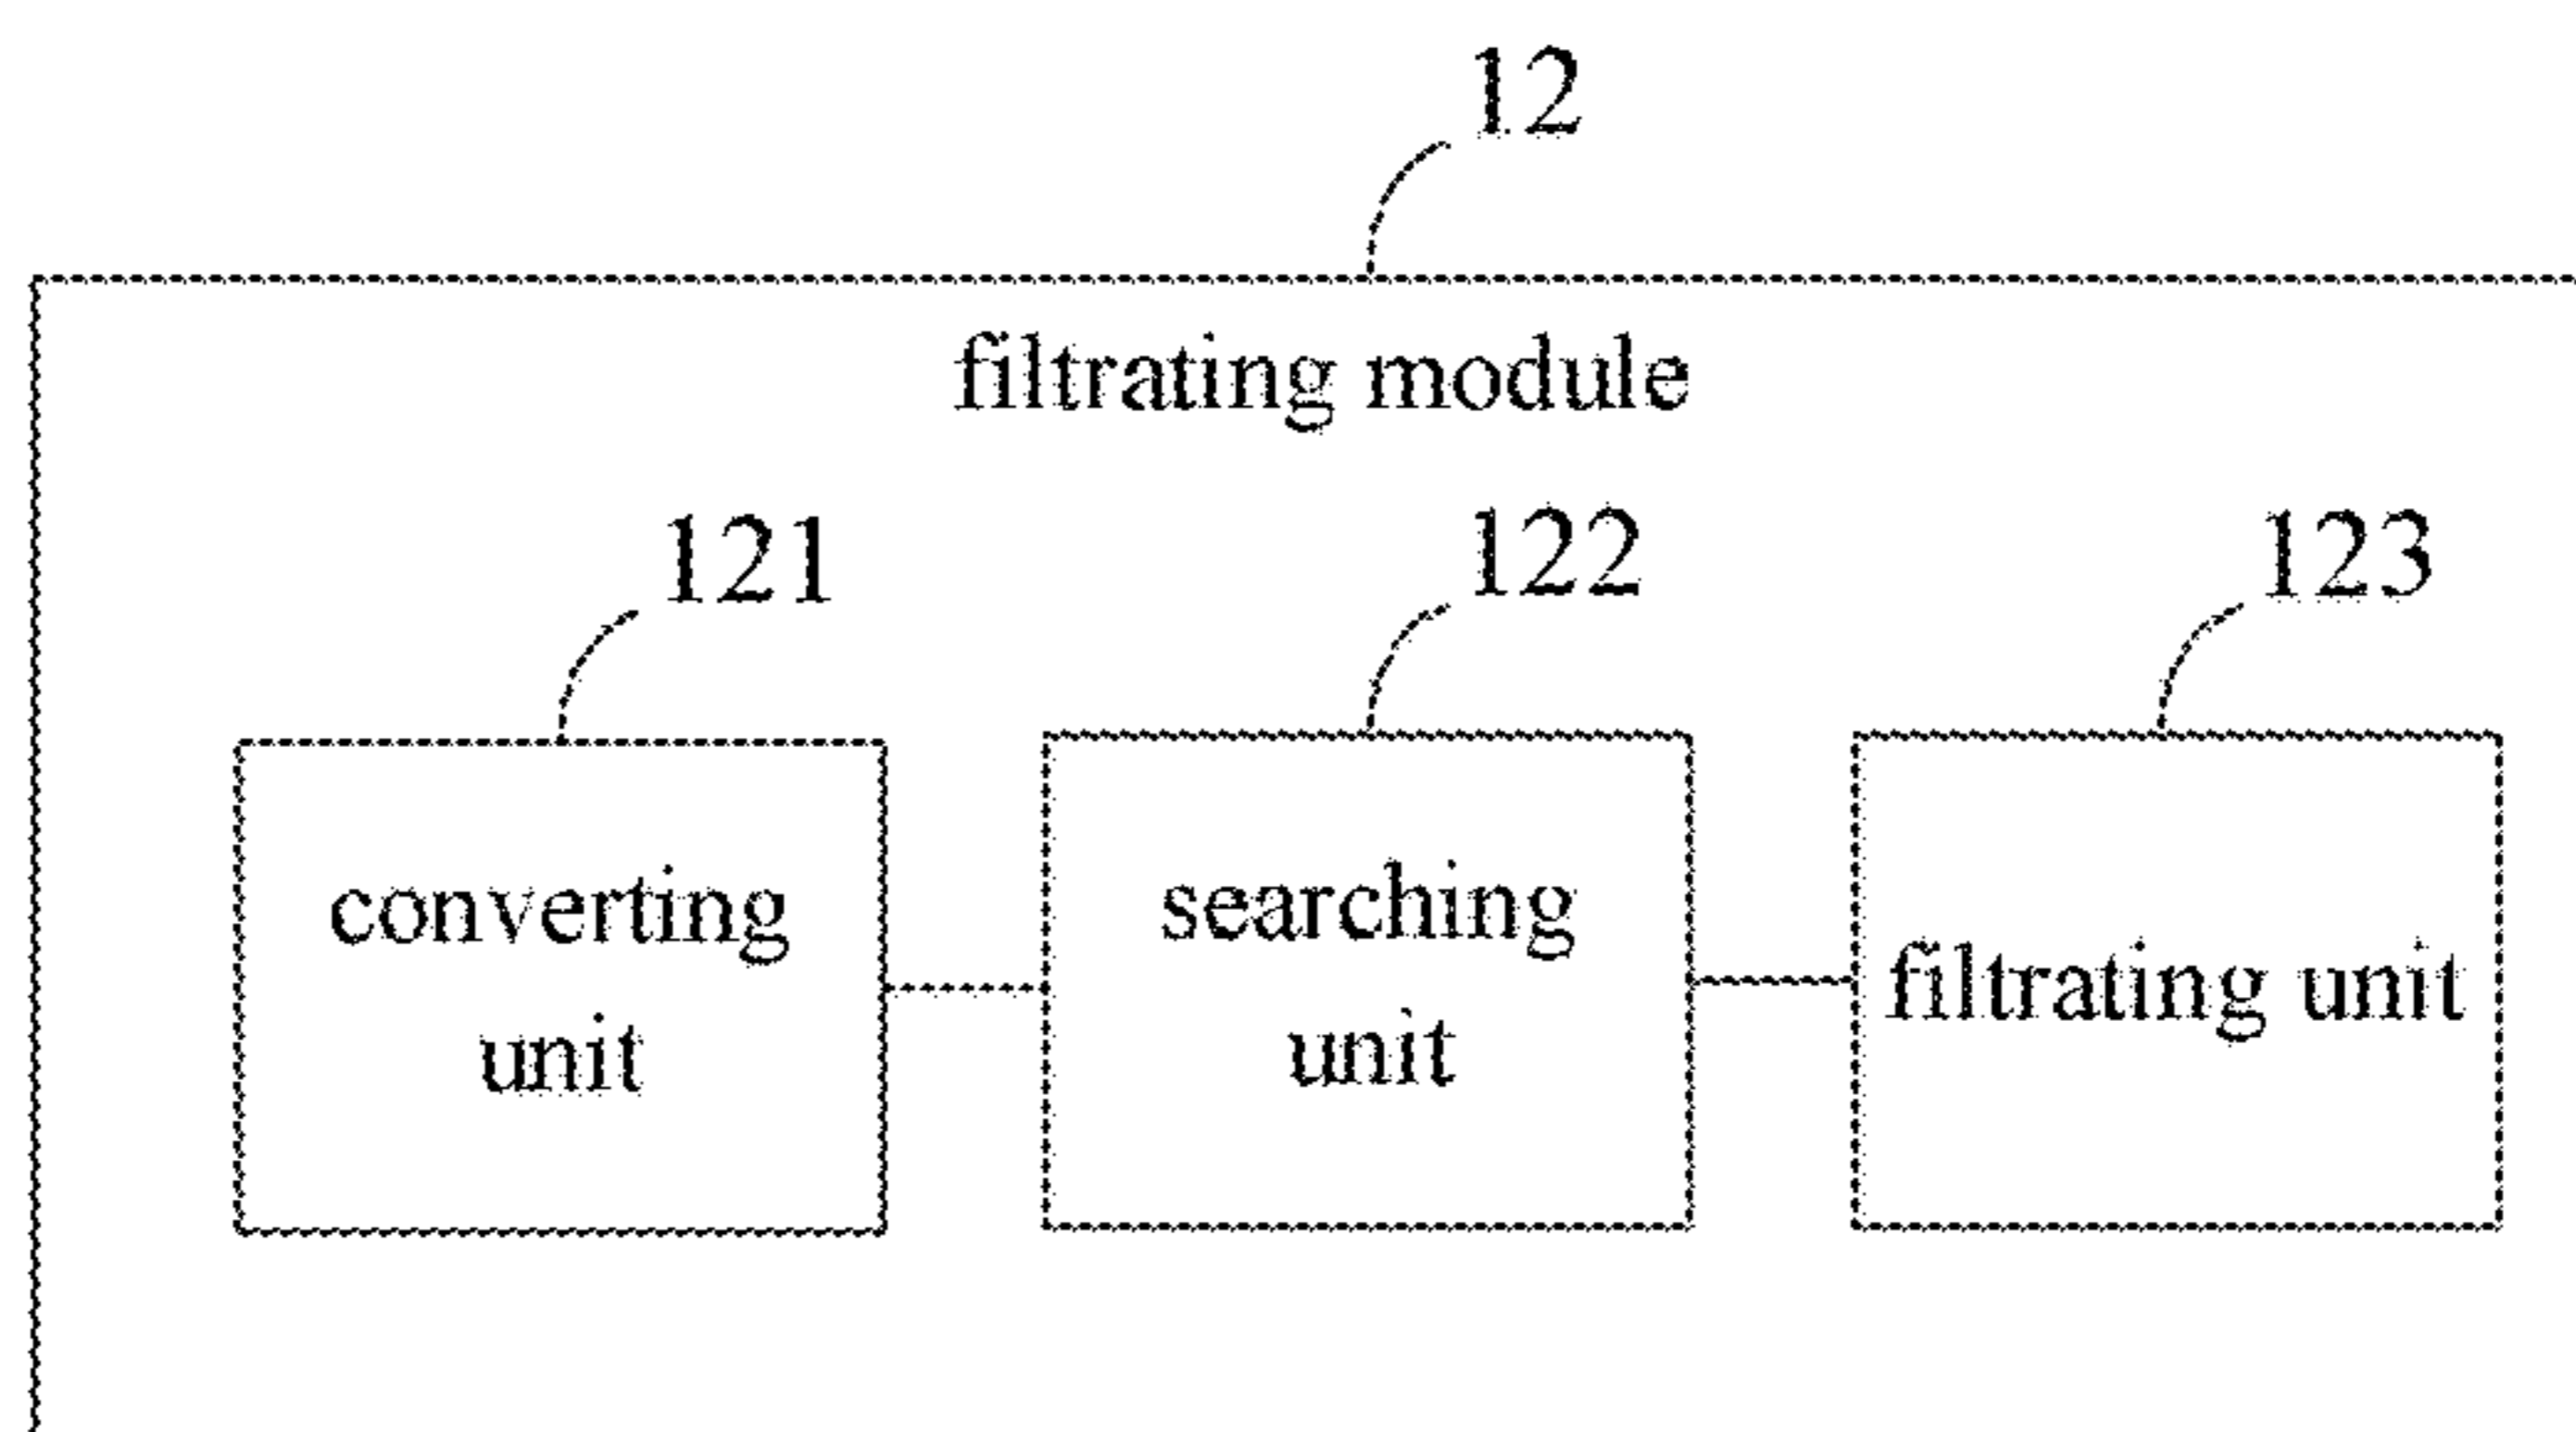 12
filtrating module
121
122
123
converting
unit
searching
unit
filtrating unit